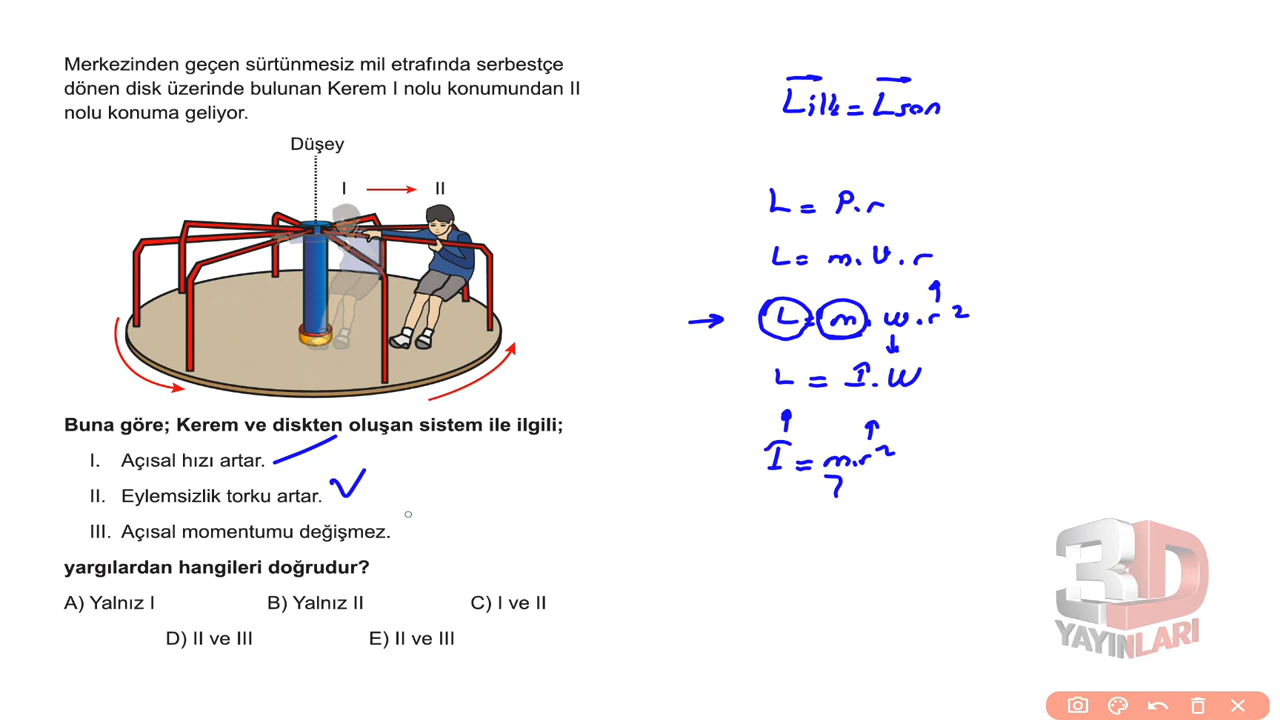 Merkezinden geçen sürtünmesiz mil etrafında serbestçe
dönen disk üzerinde bulunan Kerem I nolu konumundan II
nolu konuma geliyor.
Düşey
I
II
Buna göre; Kerem ve diskten oluşan sistem ile ilgili;
I. Açısal hızı artar.
II. Eylemsizlik torku artar.
III. Açısal momentumu değişmez.
yargılardan hangileri doğrudur?
A) Yalnız I B) Yalnız II C) I ve II
D) II ve III E) II ve III
Lilk = Lson
L = P.r
L = m.V.r
L = m.w.r²
L = I.W
I = m.r²
3D
YAYINLARI